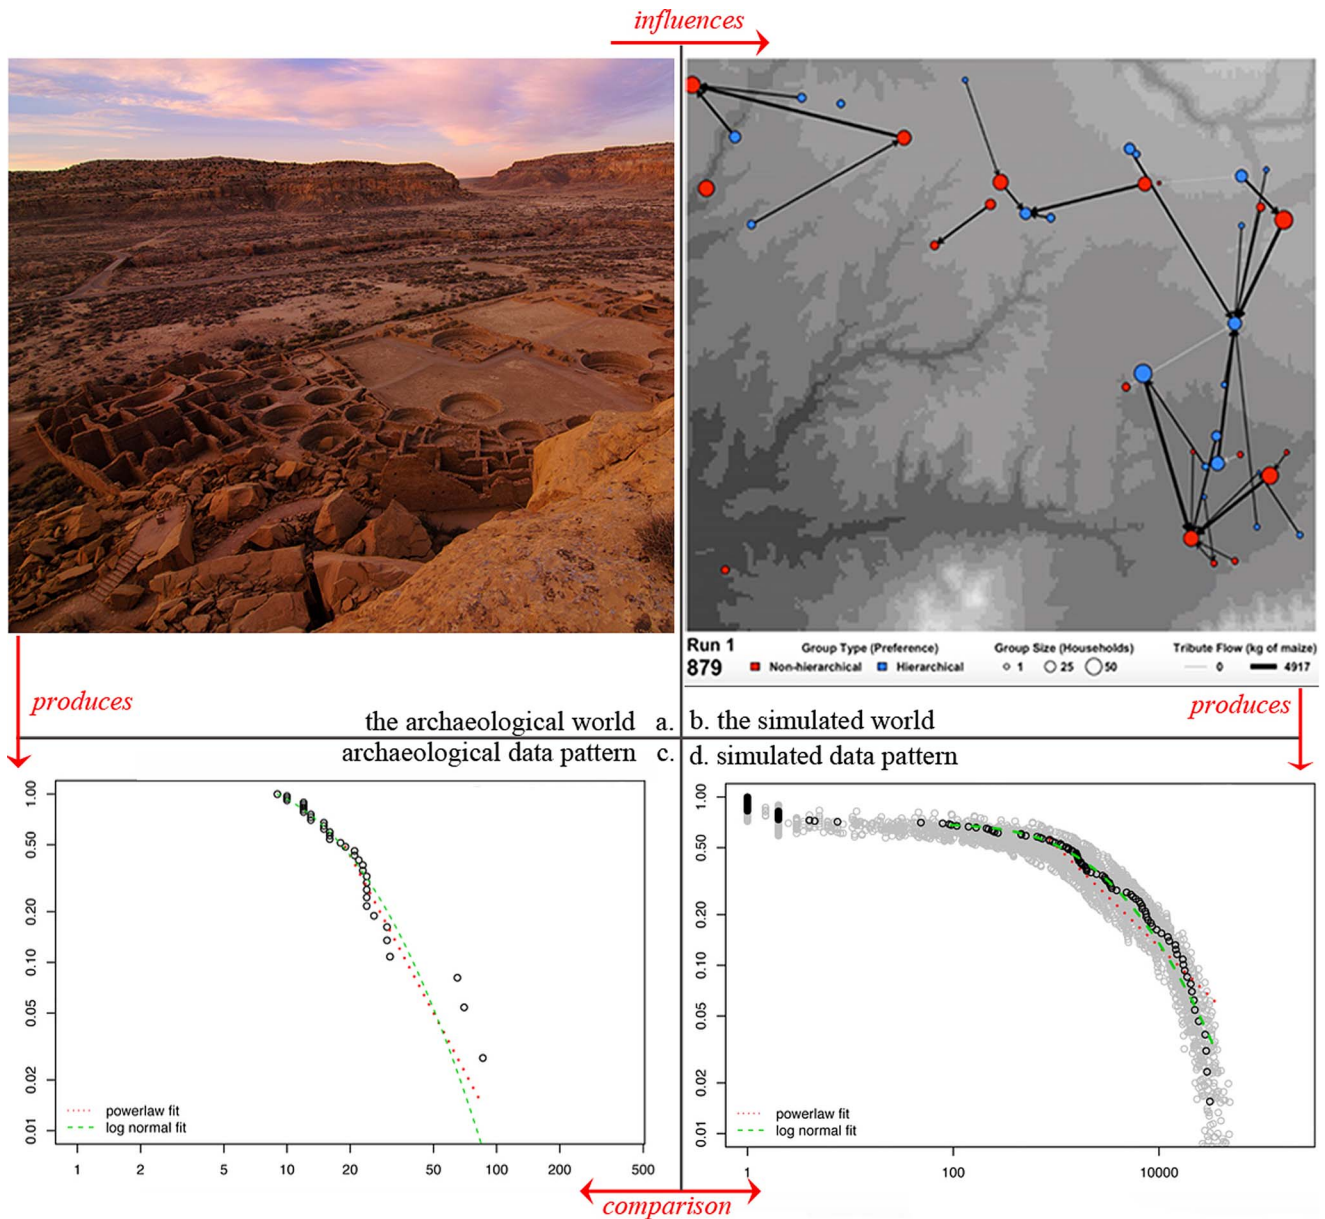 influences
Run 1
879
Group Type (Preference)
Non-hierarchical Hierarchical
Group Size (Households)
1 25 50
Tribute Flow (kg of maize)
0 4917
produces
produces
the archaeological world a.
b. the simulated world
archaeological data pattern c.
d. simulated data pattern
1.00
0.50
0.20
0.10
0.05
0.02
0.01
powerlaw fit
log normal fit
1 2 5 10 20 50 100 200 500
1.00
0.50
0.20
0.10
0.05
0.02
0.01
powerlaw fit
log normal fit
1 100 10000
comparison